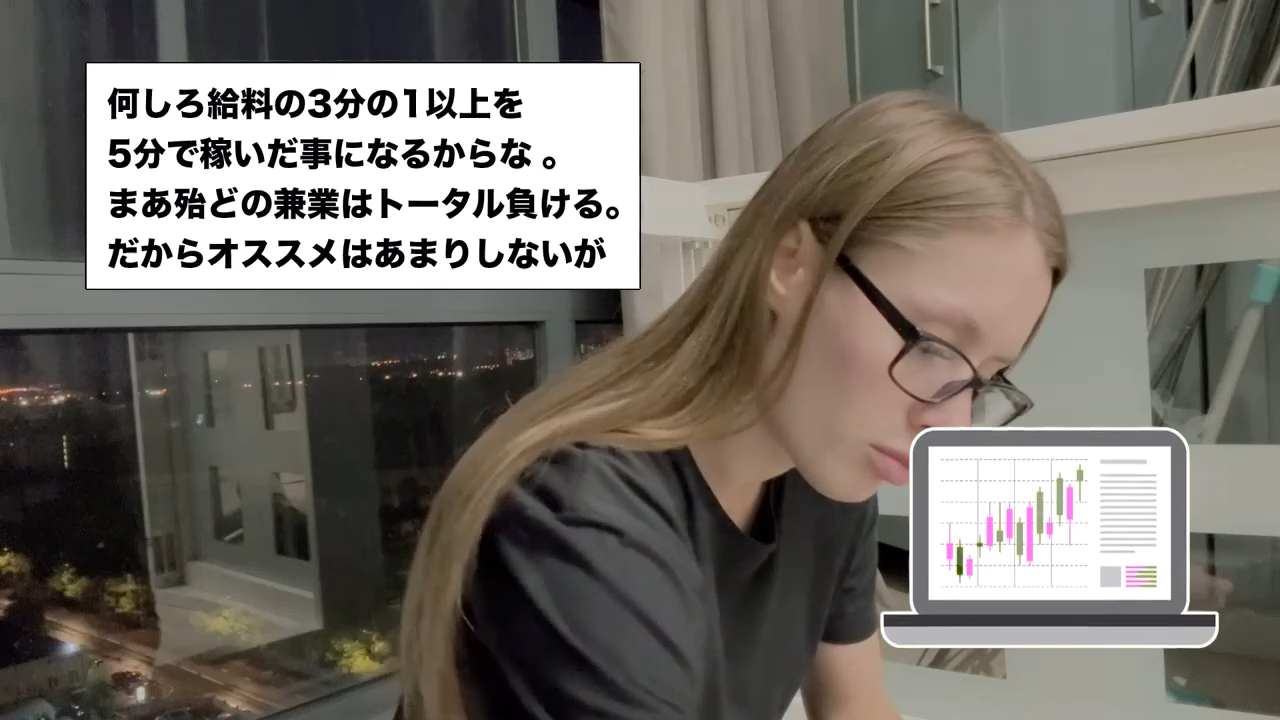 何しろ給料の3分の1以上を
5分で稼いだ事になるからな 。
まあ殆どの兼業はトータル負ける。
だからオススメはあまりしないが